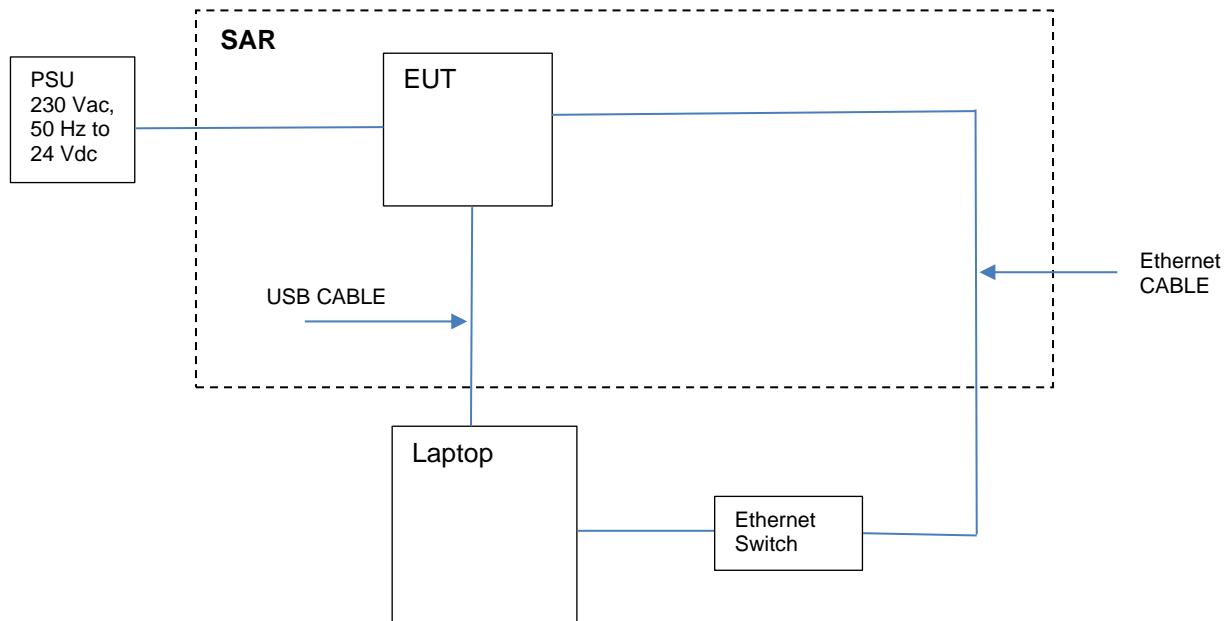 SAR
PSU
230 Vac,
50 Hz to
24 Vdc
EUT
Ethernet
CABLE
USB CABLE
Laptop
Ethernet
Switch